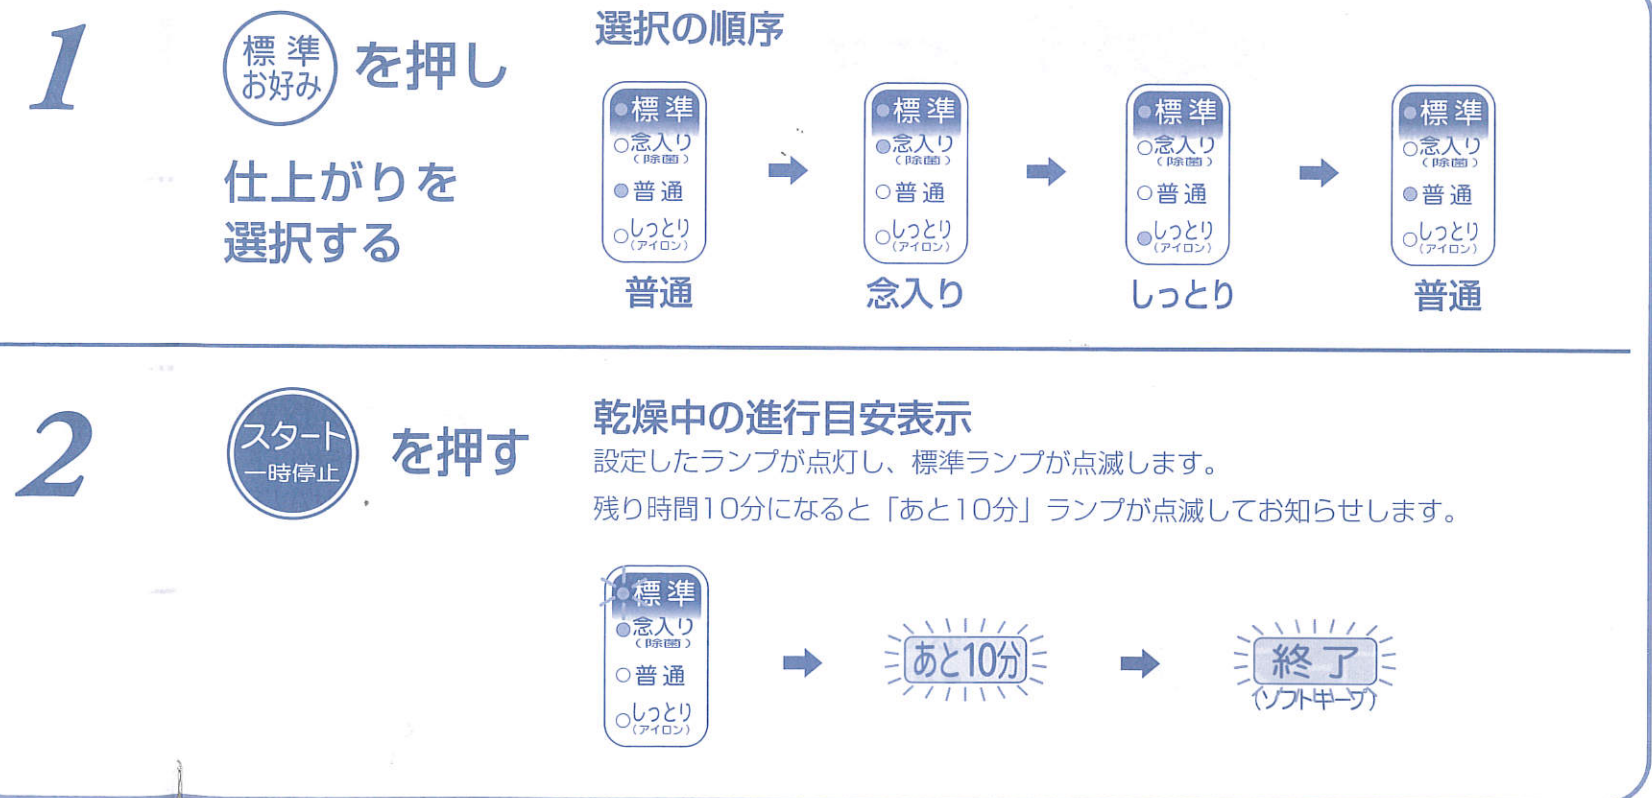 1
標準
お好み
を押し
仕上がりを
選択する
選択の順序
標準
念入り
(除菌)
普通
しっとり
(アイロン)
普通
標準
念入り
(除菌)
普通
しっとり
(アイロン)
念入り
標準
念入り
(除菌)
普通
しっとり
(アイロン)
しっとり
標準
念入り
(除菌)
普通
しっとり
(アイロン)
普通
2
スタート
一時停止
を押す
乾燥中の進行目安表示
設定したランプが点灯し、標準ランプが点滅します。
残り時間10分になると「あと10分」ランプが点滅してお知らせします。
標準
念入り
(除菌)
普通
しっとり
(アイロン)
あと10分
終了
(ソフトキープ)